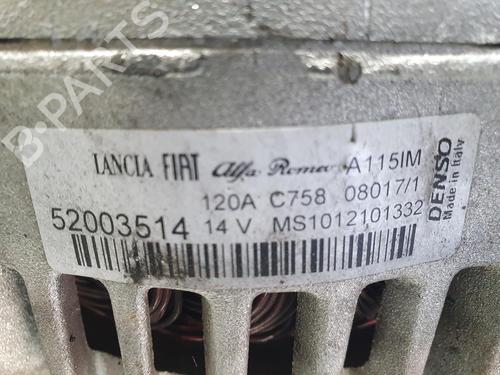 B-PARTS
LANCIA FIAT Alfa Romeo A115IM
120A C758 08017/1
52003514 14 V MS1012101332
DENSO
Made in Italy